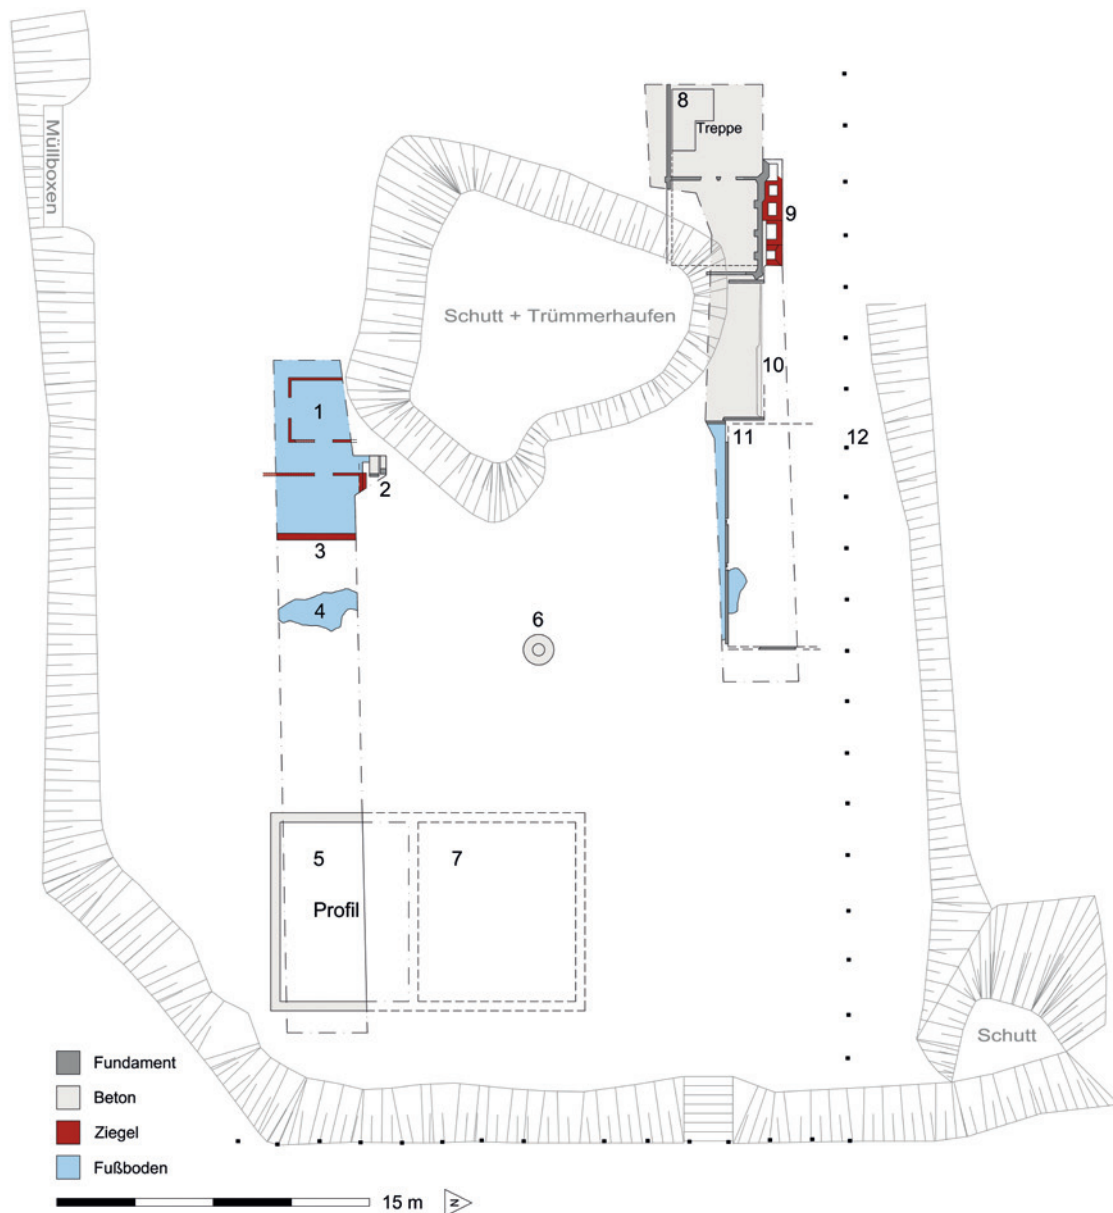 8
Treppe
Müllboxen
9
Schutt + Trümmerhaufen
10
1
11
12
2
3
4
6
5
7
Profil
Schutt
Fundament
Beton
Ziegel
Fußboden
15 m
N